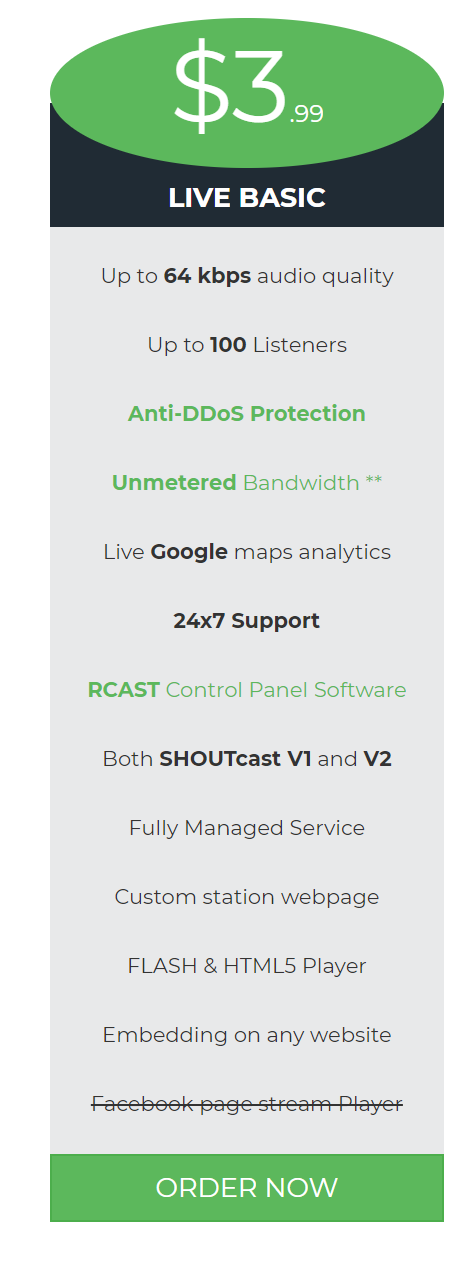 $3.99
LIVE BASIC
Up to 64 kbps audio quality
Up to 100 Listeners
Anti-DDoS Protection
Unmetered Bandwidth **
Live Google maps analytics
24x7 Support
RCAST Control Panel Software
Both SHOUTcast V1 and V2
Fully Managed Service
Custom station webpage
FLASH & HTML5 Player
Embedding on any website
Facebook page stream Player
ORDER NOW